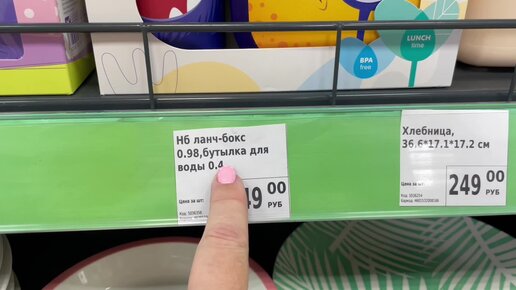 BPA
free
LUNCH
time
Нб ланч-бокс
0.98,бутылка для
воды 0.4
Цена за шт:
49 00
РУБ
Хлебница,
36.6*17.1*17.2 см
Цена за шт:
249 00
РУБ